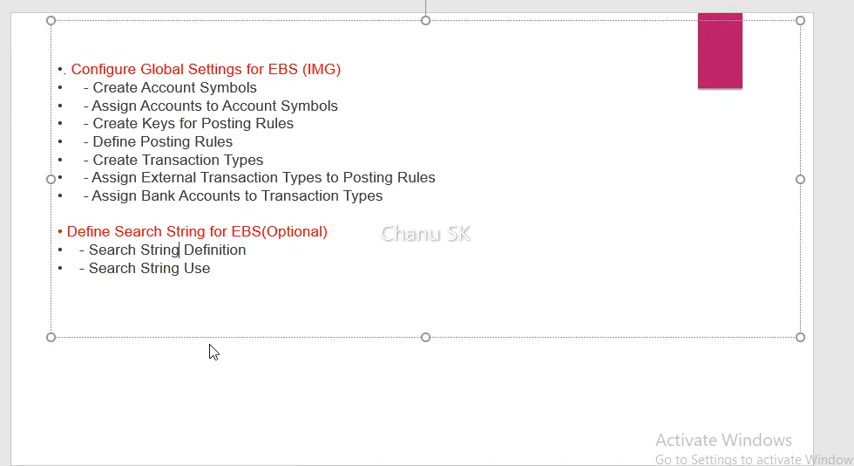 •. Configure Global Settings for EBS (IMG)
• - Create Account Symbols
• - Assign Accounts to Account Symbols
• - Create Keys for Posting Rules
• - Define Posting Rules
• - Create Transaction Types
• - Assign External Transaction Types to Posting Rules
• - Assign Bank Accounts to Transaction Types
• Define Search String for EBS(Optional)
Chanu SK
• - Search String Definition
• - Search String Use
Activate Windows
Go to Settings to activate Window